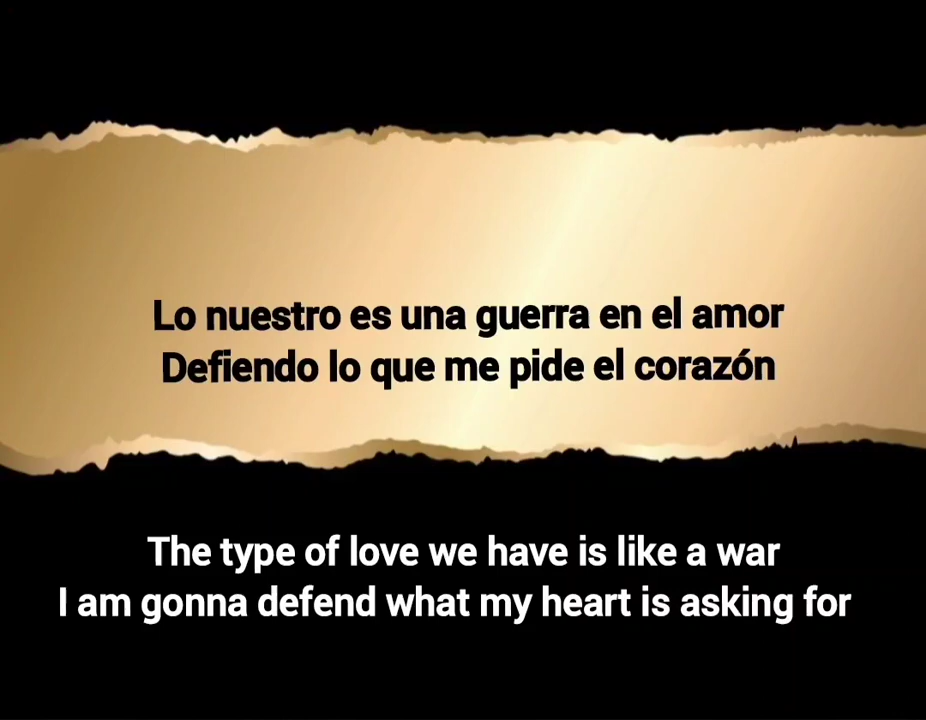 Lo nuestro es una guerra en el amor
Defiendo lo que me pide el corazón
The type of love we have is like a war
I am gonna defend what my heart is asking for